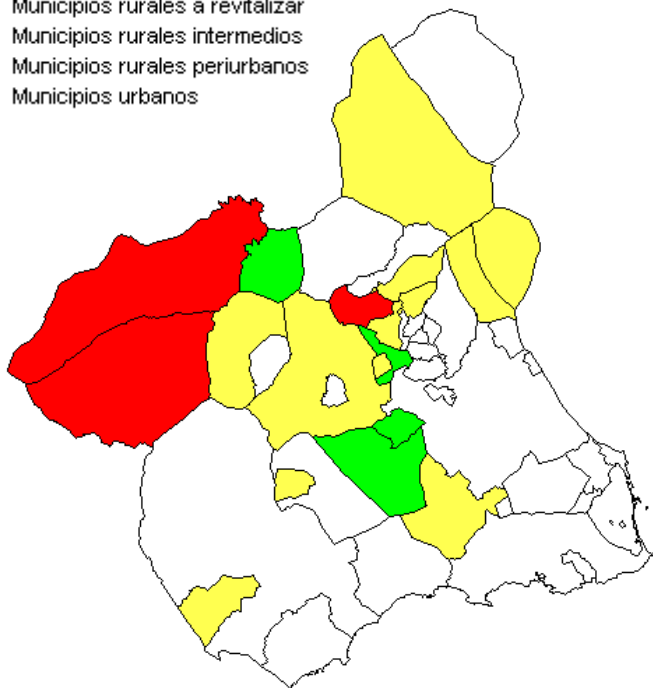 Municipios rurales a revitalizar
Municipios rurales intermedios
Municipios rurales periurbanos
Municipios urbanos